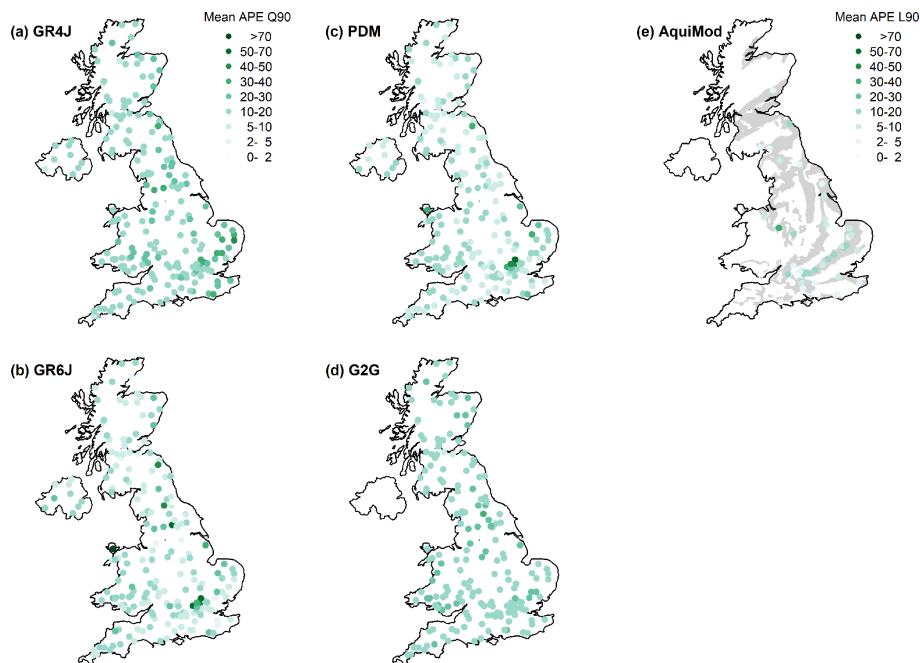 (a) GR4J
Mean APE Q90
>70
50-70
40-50
30-40
20-30
10-20
5-10
2- 5
0- 2
(c) PDM
(e) AquiMod
Mean APE L90
>70
50-70
40-50
30-40
20-30
10-20
5-10
2- 5
0- 2
(b) GR6J
(d) G2G